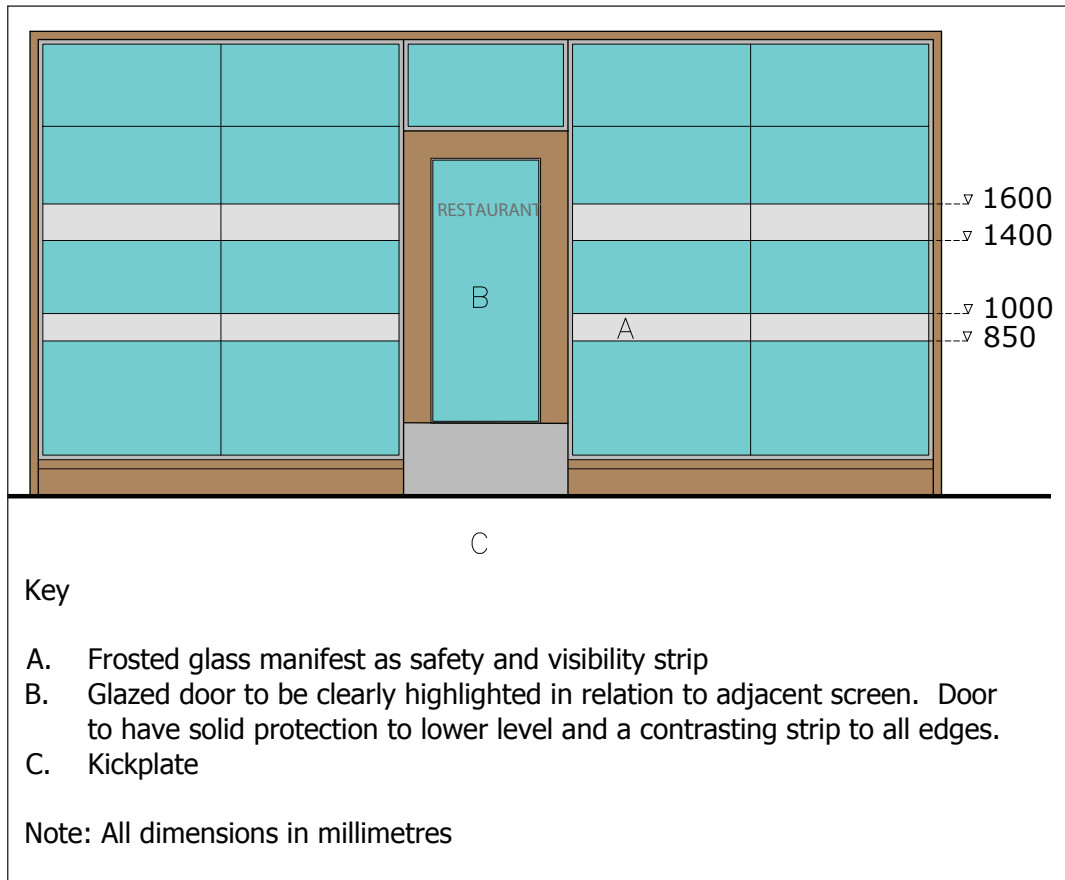 1600
RESTAURANT
1400
B
1000
A
850
C
Key
A. Frosted glass manifest as safety and visibility strip
B. Glazed door to be clearly highlighted in relation to adjacent screen. Door
to have solid protection to lower level and a contrasting strip to all edges.
C. Kickplate
Note: All dimensions in millimetres